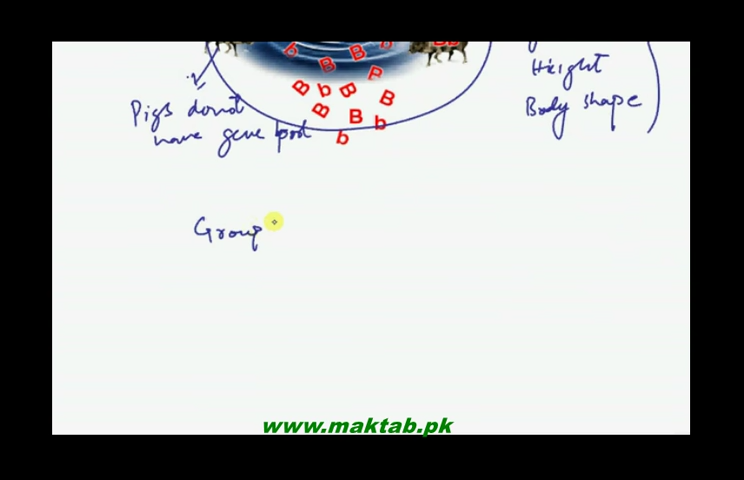 b B B b
B b B B B
B B b
b
Height
Body shape
Pigs donot
have gene pool
Group
www.maktab.pk